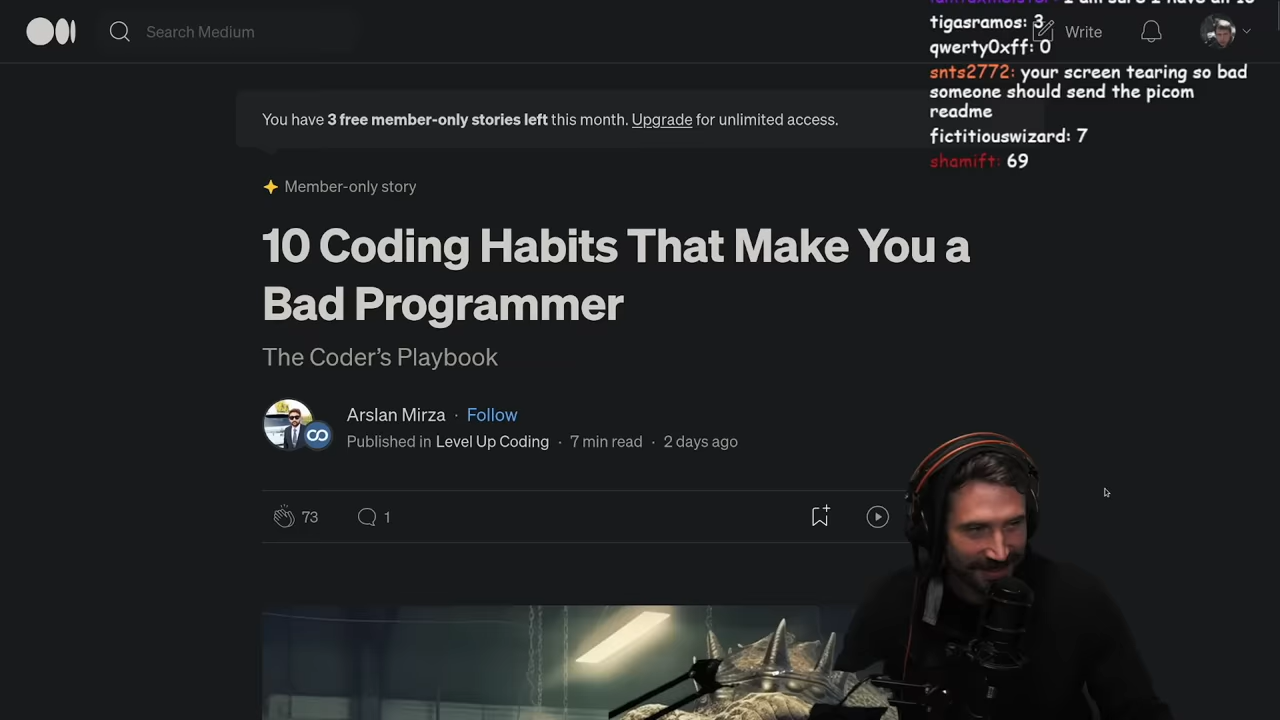 Search Medium
Write
tigasramos: 3
qwerty0xff: 0
snts2772: your screen tearing so bad
someone should send the picom
readme
fictitiouswizard: 7
shamift: 69
You have 3 free member-only stories left this month. Upgrade for unlimited access.
Member-only story
10 Coding Habits That Make You a
Bad Programmer
The Coder's Playbook
Arslan Mirza · Follow
Published in Level Up Coding · 7 min read · 2 days ago
73
1